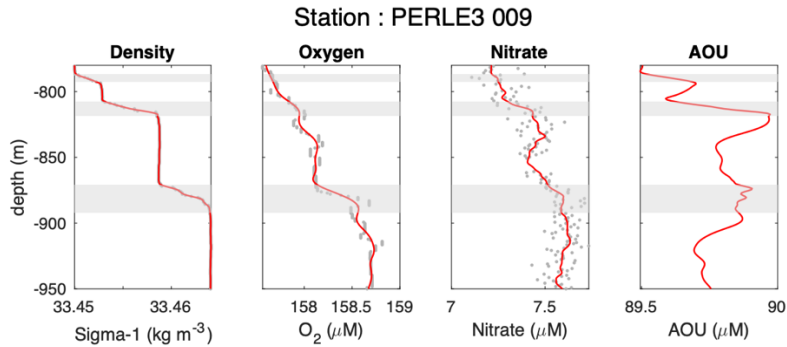 Station : PERLE3 009
Density
Oxygen
Nitrate
AOU
depth (m)
-800
-850
-900
-950
33.45
33.46
158
158.5
159
7
7.5
89.5
90
Sigma-1 (kg m⁻³)
O₂ (μM)
Nitrate (μM)
AOU (μM)